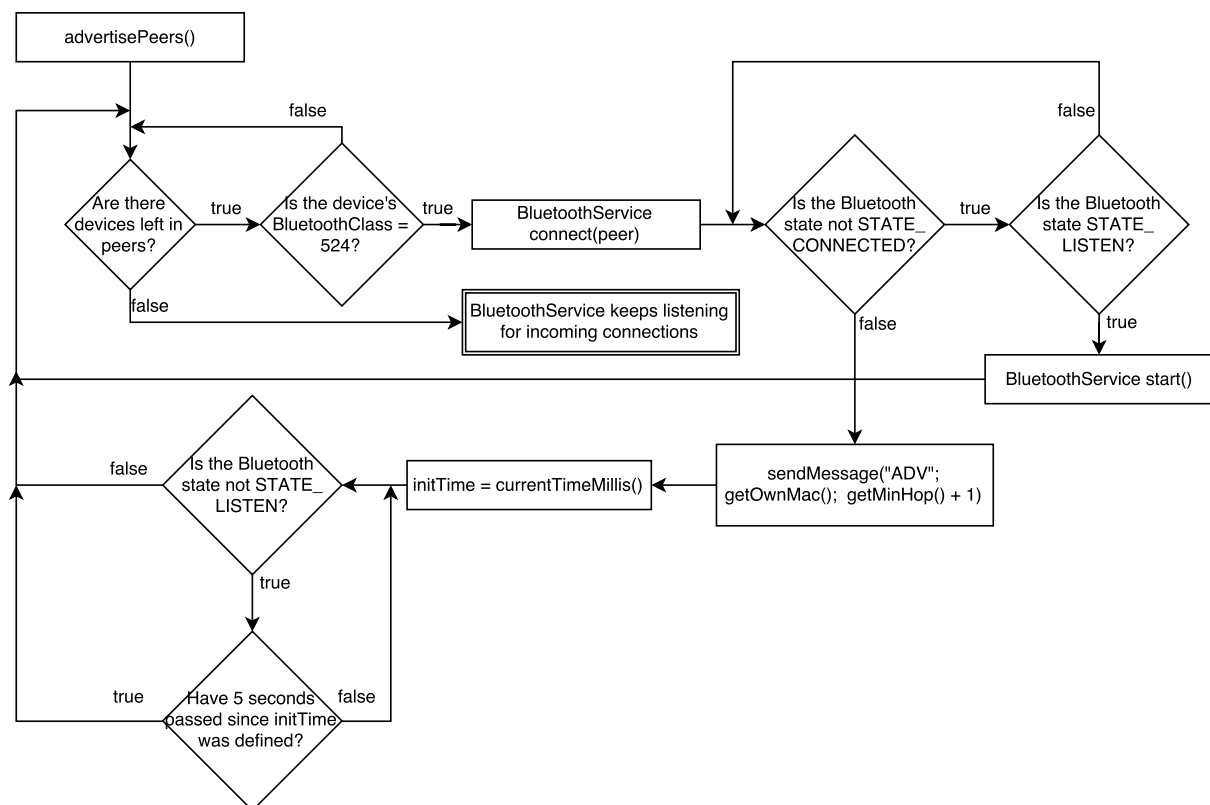 advertisePeers()
false
false
Are there
devices left in
peers?
true
Is the device's
BluetoothClass =
524?
true
BluetoothService
connect(peer)
Is the Bluetooth
state not STATE_
CONNECTED?
true
Is the Bluetooth
state STATE_
LISTEN?
false
BluetoothService keeps listening
for incoming connections
false
true
BluetoothService start()
false
Is the Bluetooth
state not STATE_
LISTEN?
initTime = currentTimeMillis()
sendMessage("ADV";
getOwnMac(); getMinHop() + 1)
true
true
Have 5 seconds
passed since initTime
was defined?
false